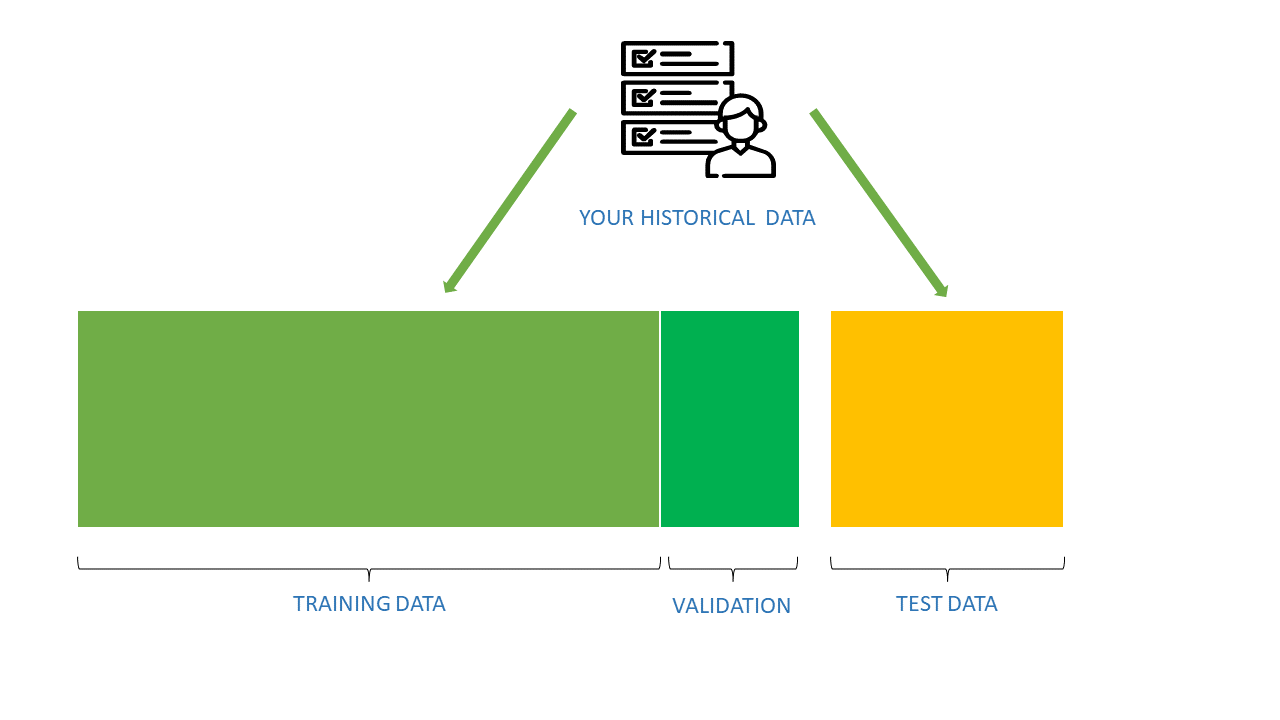 YOUR HISTORICAL  DATA
TRAINING DATA
VALIDATION
TEST DATA